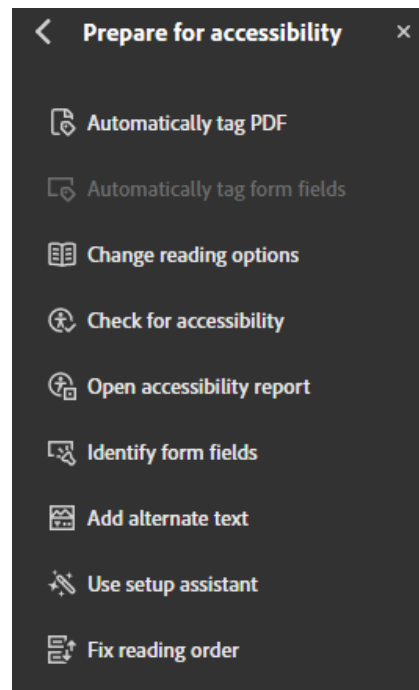 Prepare for accessibility
Automatically tag PDF
Automatically tag form fields
Change reading options
Check for accessibility
Open accessibility report
Identify form fields
Add alternate text
Use setup assistant
Fix reading order